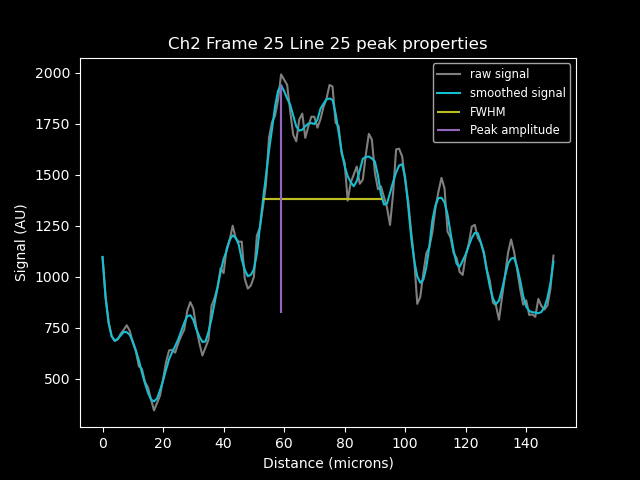 Ch2 Frame 25 Line 25 peak properties
raw signal
smoothed signal
FWHM
Peak amplitude
Signal (AU)
2000
1750
1500
1250
1000
750
500
0 20 40 60 80 100 120 140
Distance (microns)